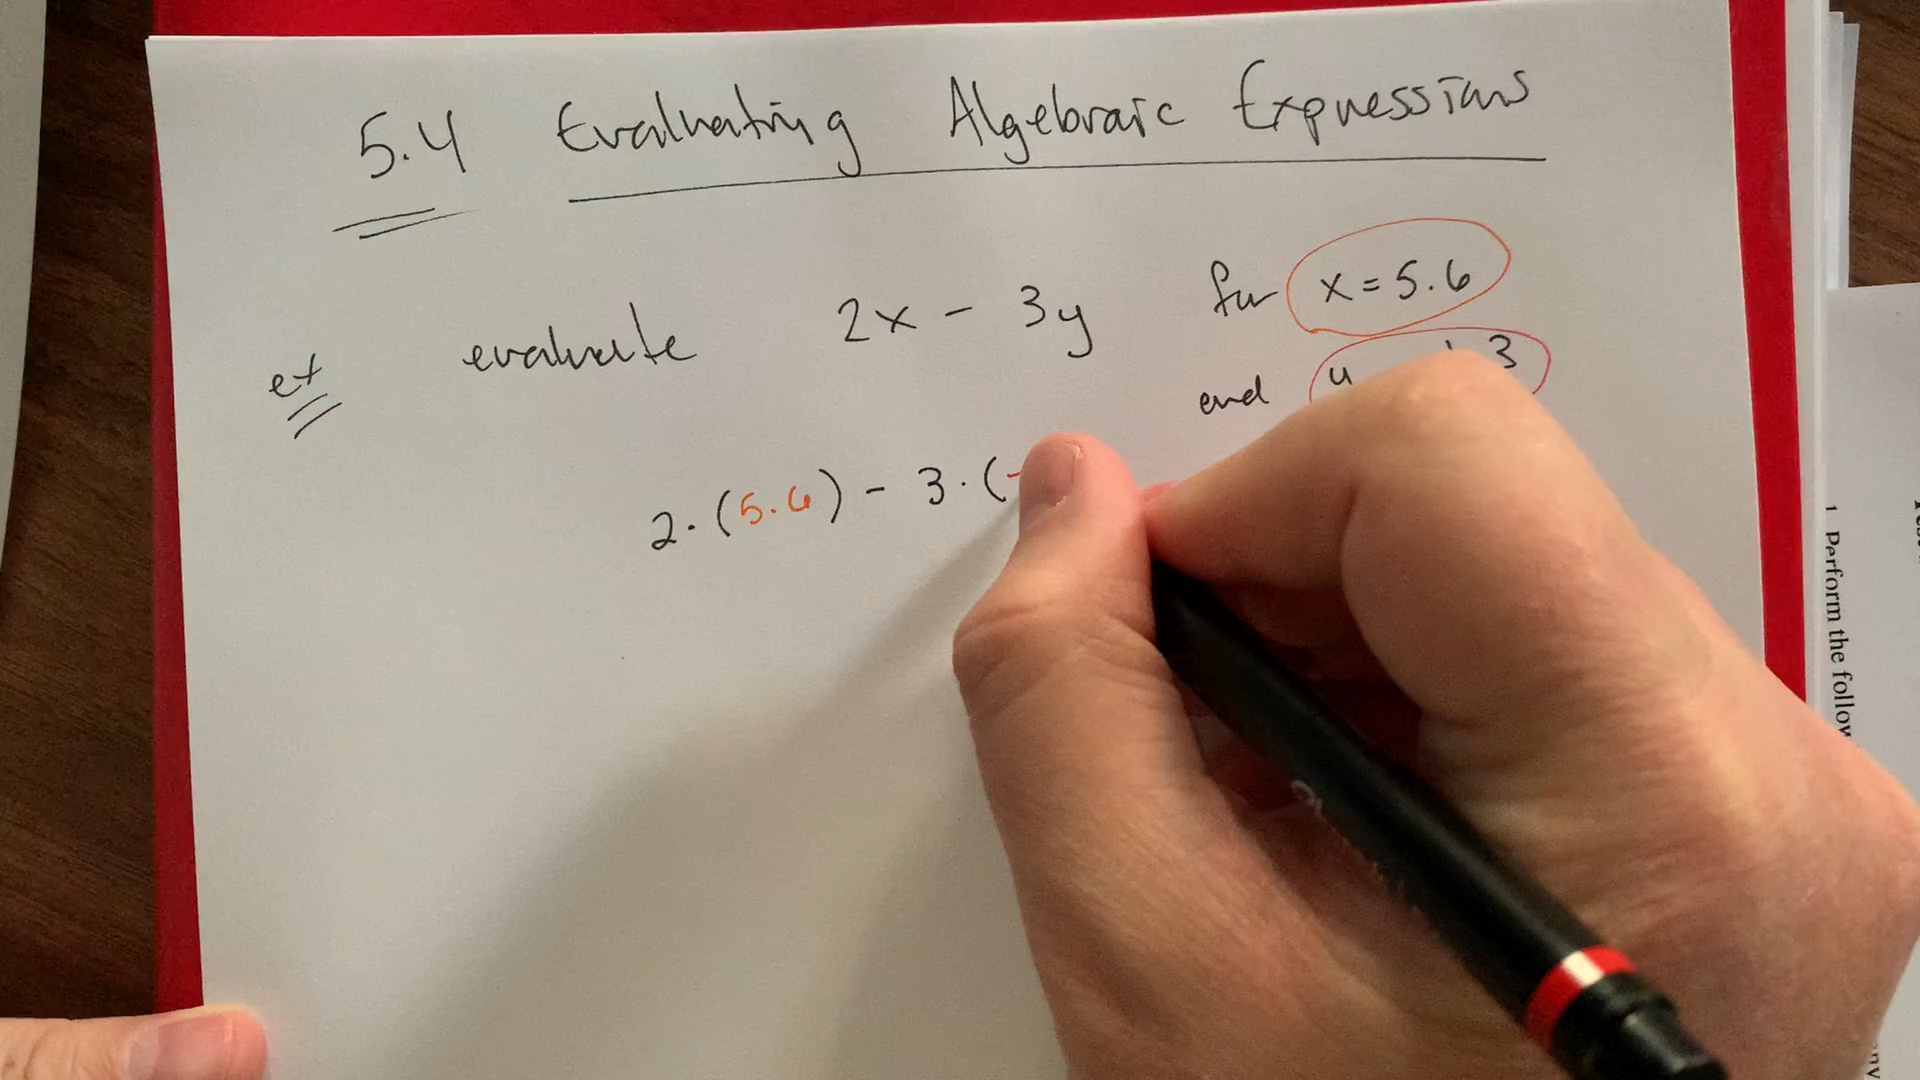 5.4 Evaluating Algebraic Expressions
ex evaluate 2x - 3y for x = 5.6
and y 3
2 · (5.6) - 3 · (-
1 Perform the follow